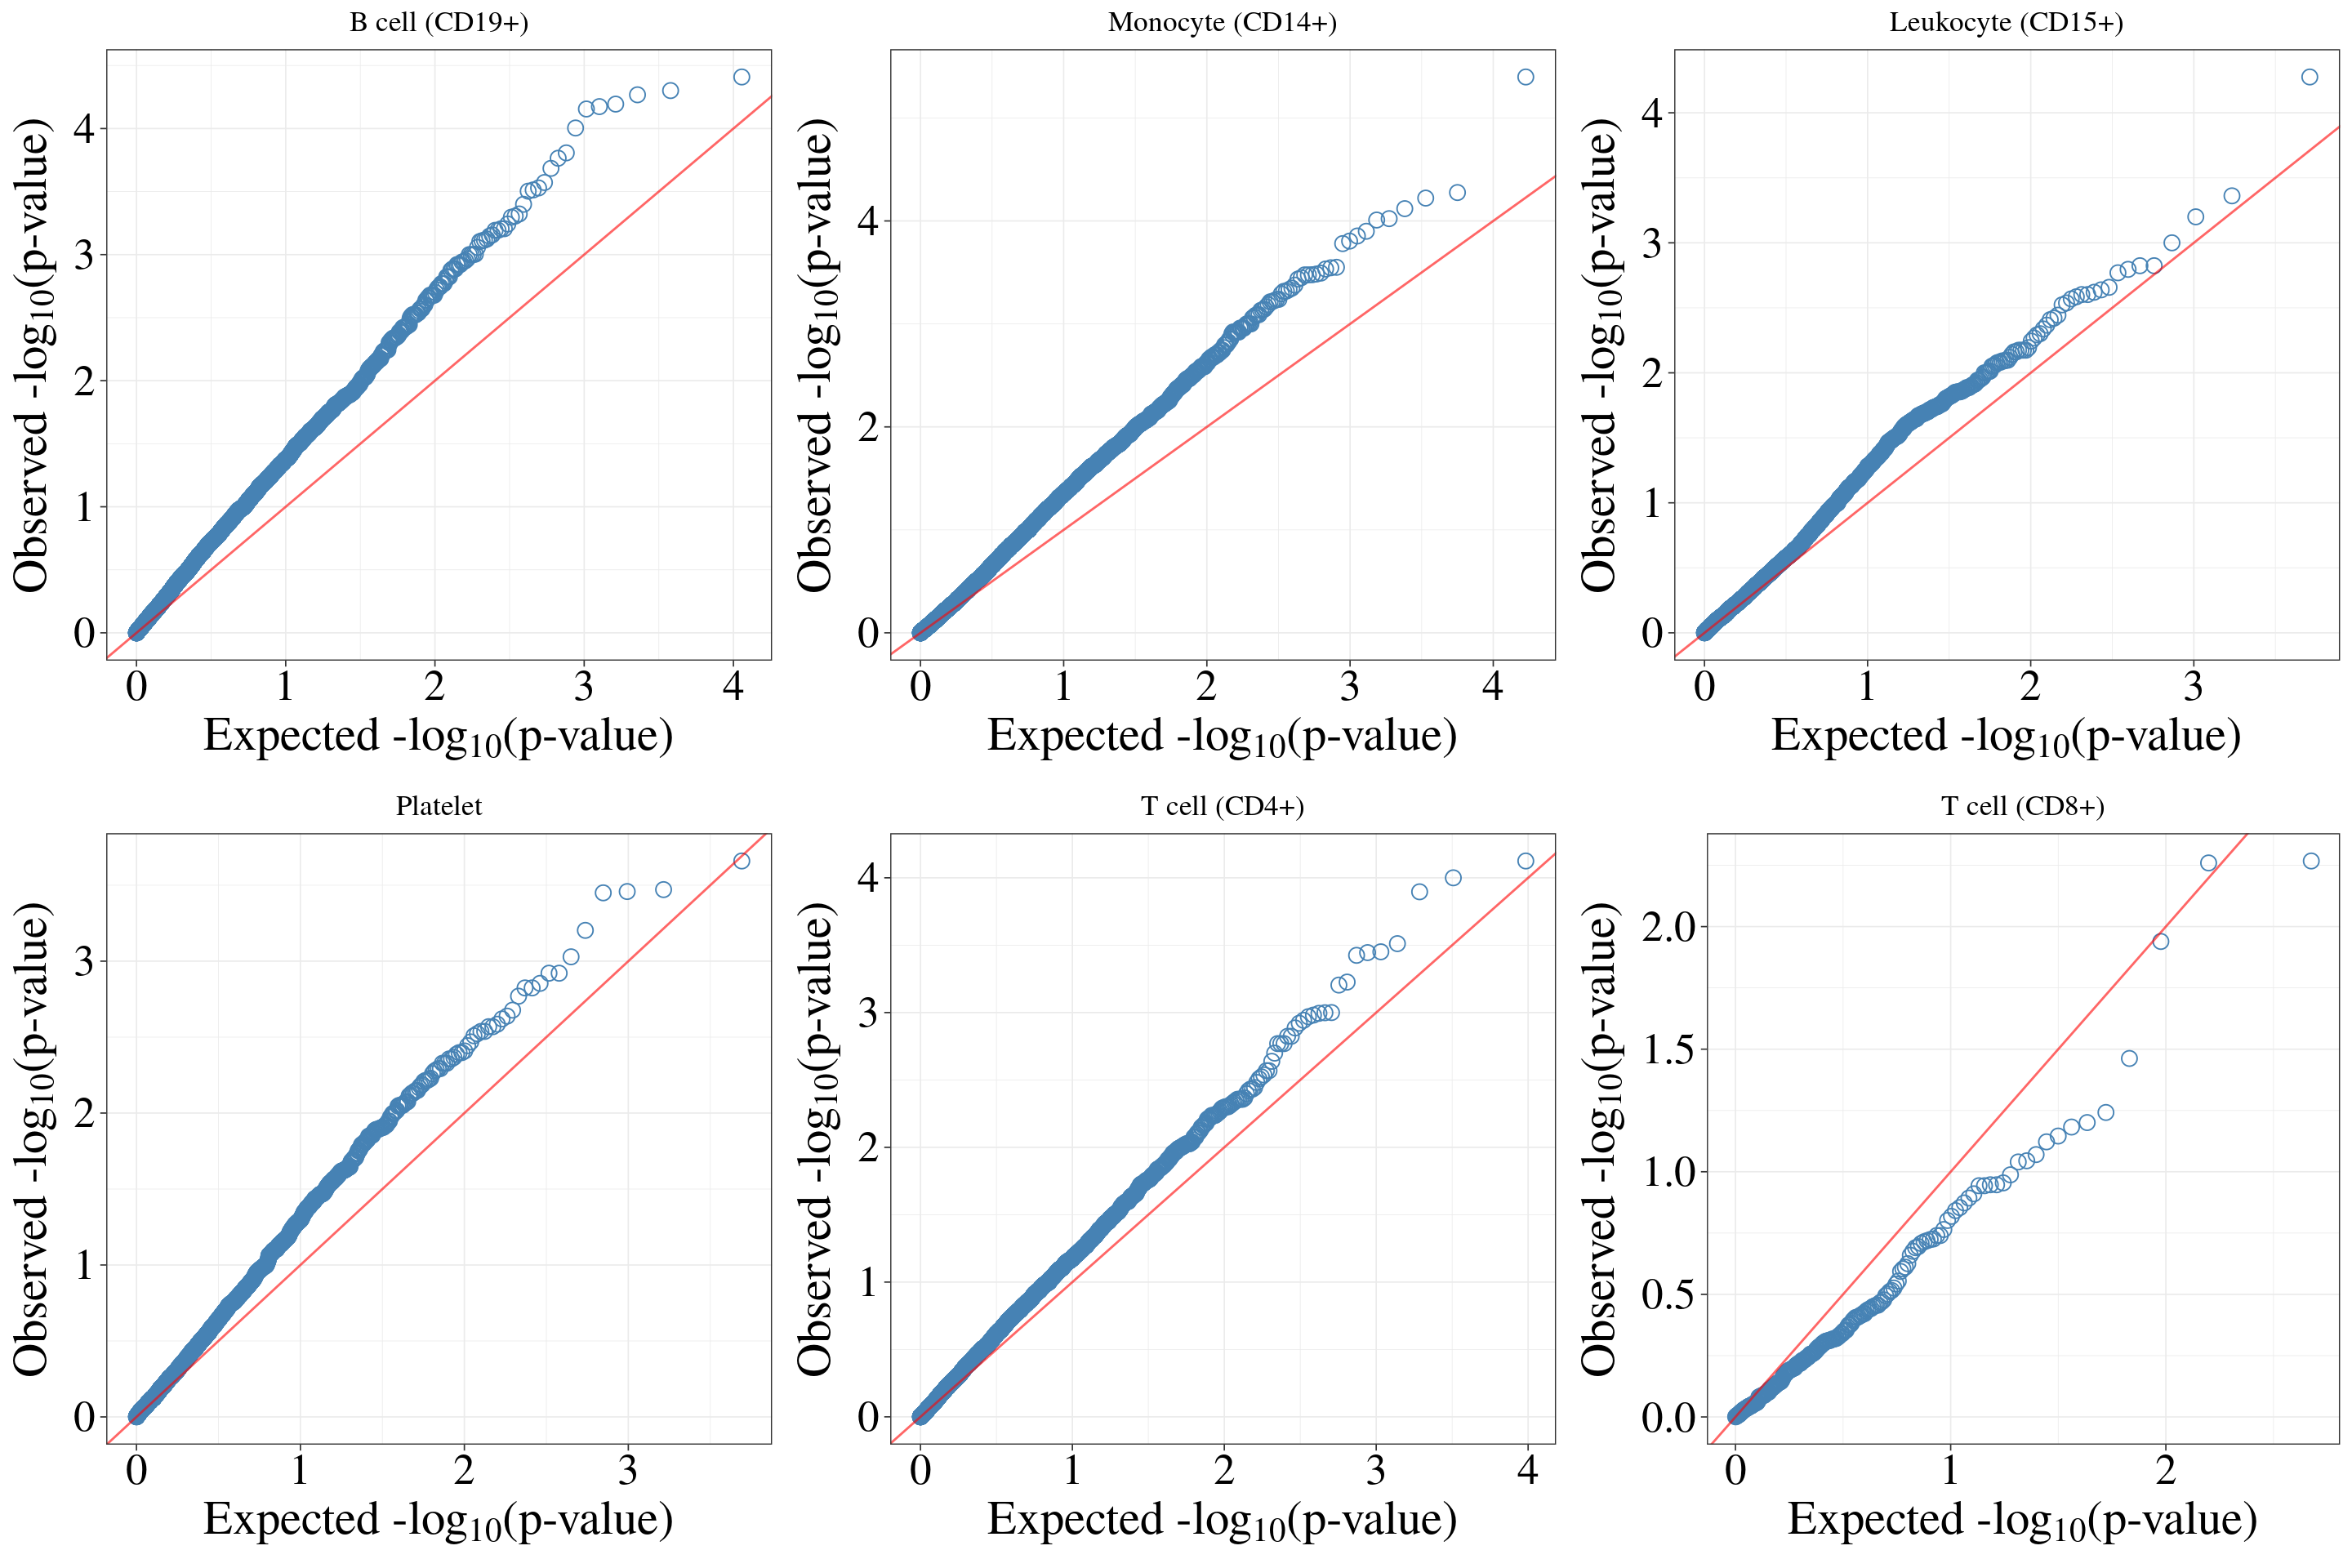 B cell (CD19+)
Observed -log10(p-value)
4
3
2
1
0
0 1 2 3 4
Expected -log10(p-value)
Monocyte (CD14+)
Observed -log10(p-value)
4
2
0
0 1 2 3 4
Expected -log10(p-value)
Leukocyte (CD15+)
Observed -log10(p-value)
4
3
2
1
0
0 1 2 3
Expected -log10(p-value)
Platelet
Observed -log10(p-value)
3
2
1
0
0 1 2 3
Expected -log10(p-value)
T cell (CD4+)
Observed -log10(p-value)
4
3
2
1
0
0 1 2 3 4
Expected -log10(p-value)
T cell (CD8+)
Observed -log10(p-value)
2.0
1.5
1.0
0.5
0.0
0 1 2
Expected -log10(p-value)